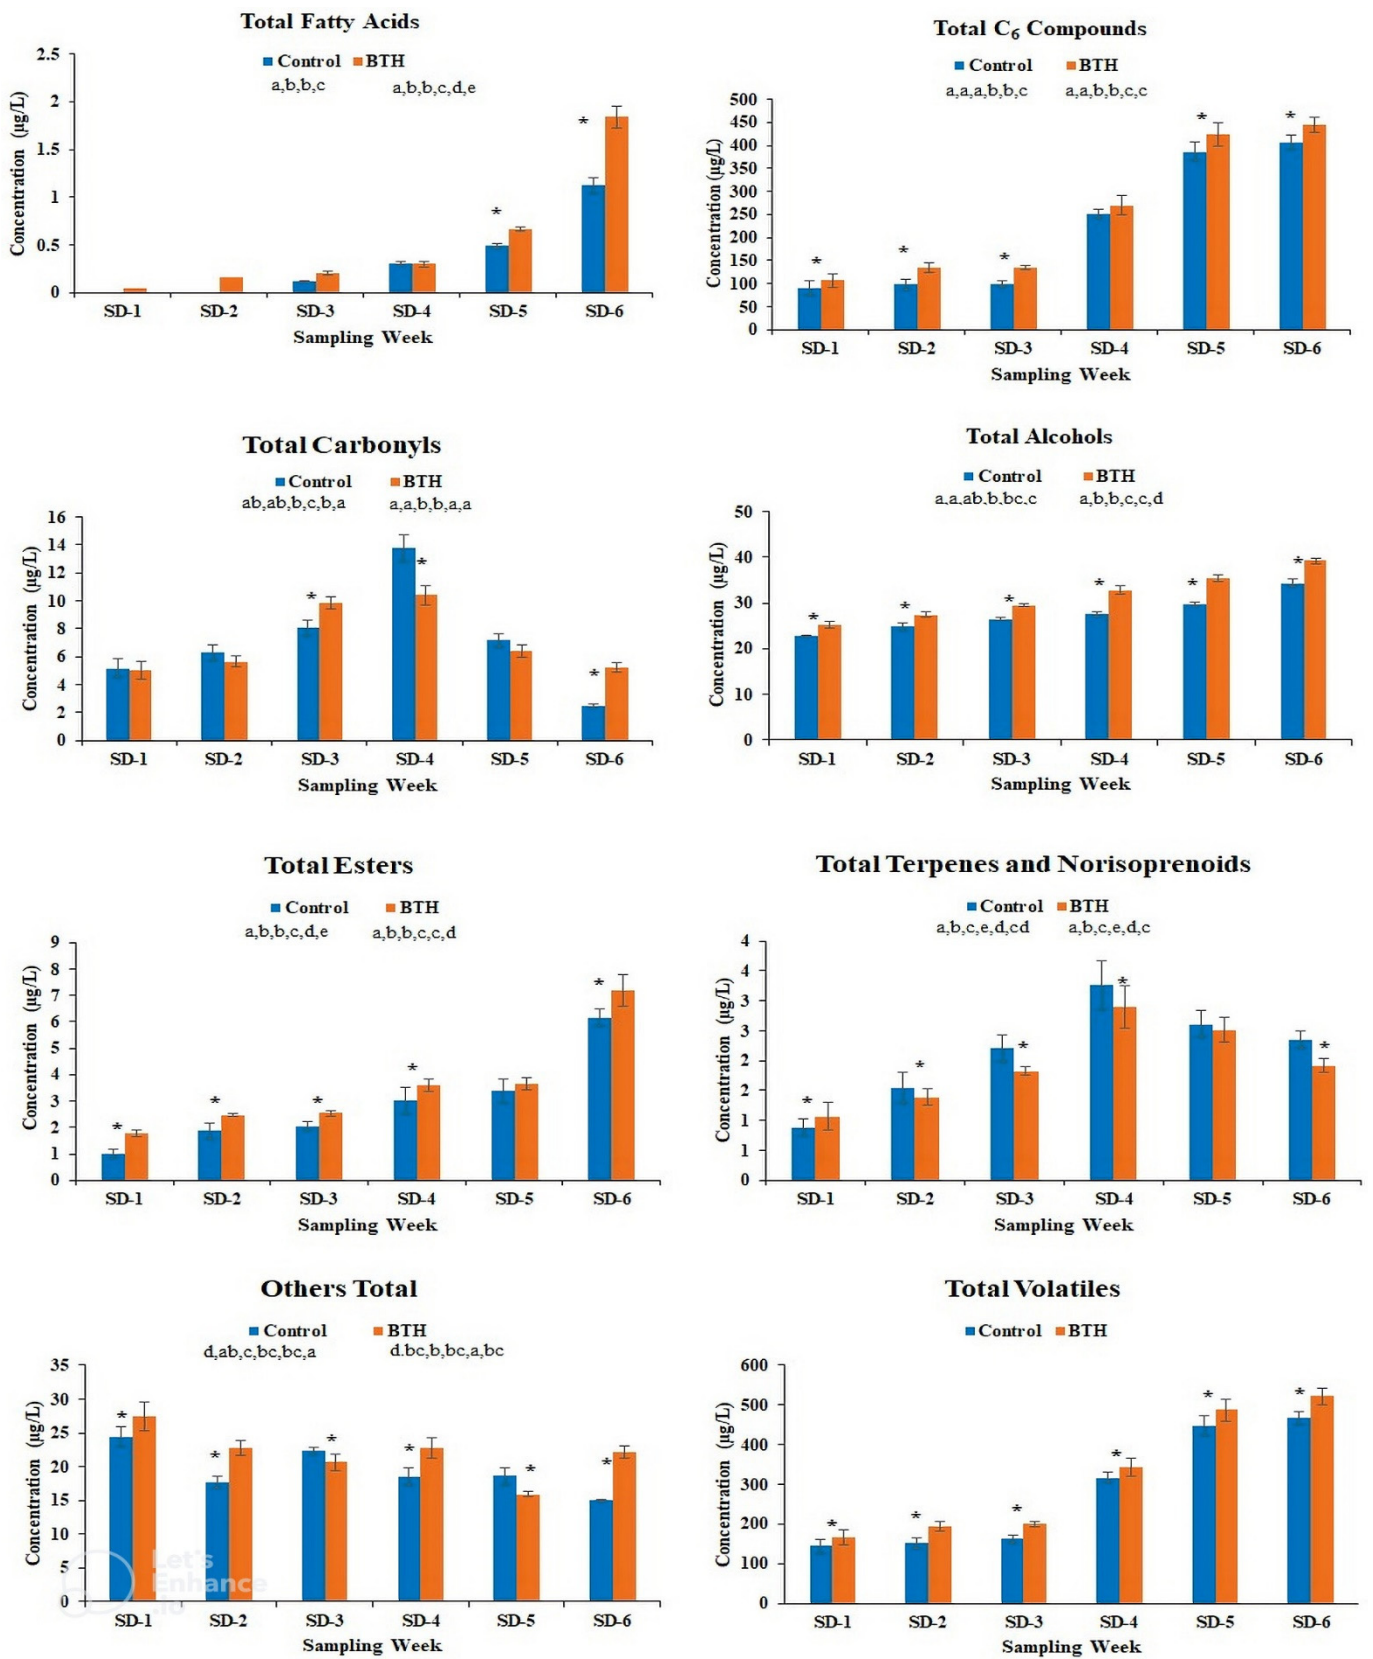 Total Fatty Acids
Control BTH
a,b,b,c a,b,b,c,d,e
2.5
2
1.5
1
0.5
0
Concentration (µg/L)
* *
SD-1 SD-2 SD-3 SD-4 SD-5 SD-6
Sampling Week
Total C₆ Compounds
Control BTH
a,a,a,b,b,c a,a,b,b,c,c
500
450
400
350
300
250
200
150
100
50
0
Concentration (µg/L)
* * * * *
SD-1 SD-2 SD-3 SD-4 SD-5 SD-6
Sampling Week
Total Carbonyls
Control BTH
ab,ab,b,c,b,a a,a,b,b,a,a
16
14
12
10
8
6
4
2
0
Concentration (µg/L)
* * *
SD-1 SD-2 SD-3 SD-4 SD-5 SD-6
Sampling Week
Total Alcohols
Control BTH
a,a,ab,b,bc,c a,b,b,c,c,d
50
40
30
20
10
0
Concentration (µg/L)
* * * * * *
SD-1 SD-2 SD-3 SD-4 SD-5 SD-6
Sampling Week
Total Esters
Control BTH
a,b,b,c,d,e a,b,b,c,c,d
9
8
7
6
5
4
3
2
1
0
Concentration (µg/L)
* * * * *
SD-1 SD-2 SD-3 SD-4 SD-5 SD-6
Sampling Week
Total Terpenes and Norisoprenoids
Control BTH
a,b,c,e,d,cd a,b,c,e,d,c
4
4
3
3
2
2
1
1
0
Concentration (µg/L)
* * * * *
SD-1 SD-2 SD-3 SD-4 SD-5 SD-6
Sampling Week
Others Total
Control BTH
d,ab,c,bc,bc,a d.bc,b,bc,a,bc
35
30
25
20
15
10
5
0
Concentration (µg/L)
* * * * * *
SD-1 SD-2 SD-3 SD-4 SD-5 SD-6
Sampling Week
Let's
Enhance
.io
Total Volatiles
Control BTH
600
500
400
300
200
100
0
Concentration (µg/L)
* * * * * *
SD-1 SD-2 SD-3 SD-4 SD-5 SD-6
Sampling Week